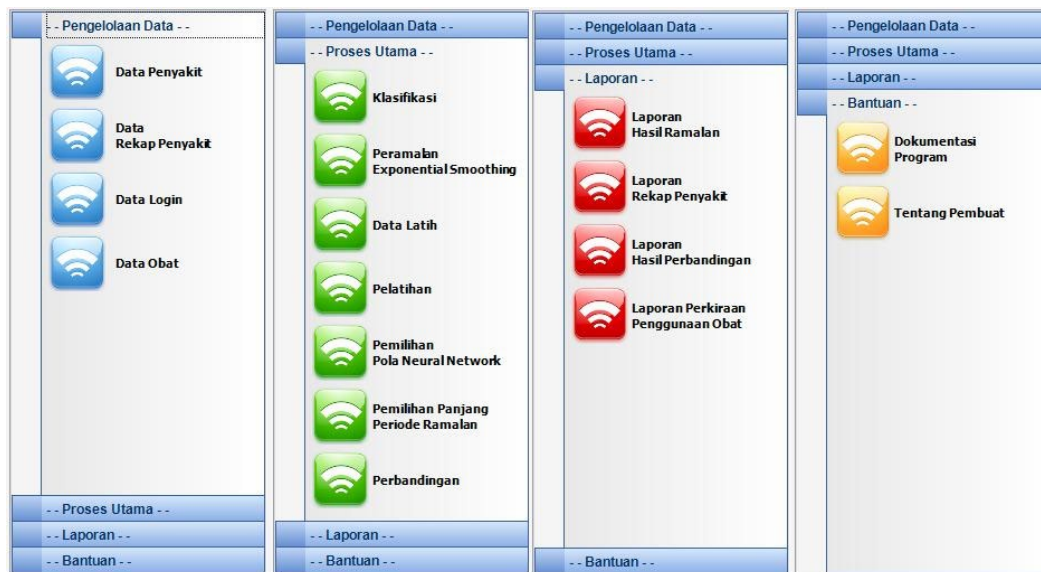 - - Pengelolaan Data - -
Data Penyakit
Data
Rekap Penyakit
Data Login
Data Obat
- - Proses Utama - -
- - Laporan - -
- - Bantuan - -
- - Pengelolaan Data - -
- - Proses Utama - -
Klasifikasi
Peramalan
Exponential Smoothing
Data Latih
Pelatihan
Pemilihan
Pola Neural Network
Pemilihan Panjang
Periode Ramalan
Perbandingan
- - Laporan - -
- - Bantuan - -
- - Pengelolaan Data - -
- - Proses Utama - -
- - Laporan - -
Laporan
Hasil Ramalan
Laporan
Rekap Penyakit
Laporan
Hasil Perbandingan
Laporan Perkiraan
Penggunaan Obat
- - Bantuan - -
- - Pengelolaan Data - -
- - Proses Utama - -
- - Laporan - -
- - Bantuan - -
Dokumentasi
Program
Tentang Pembuat